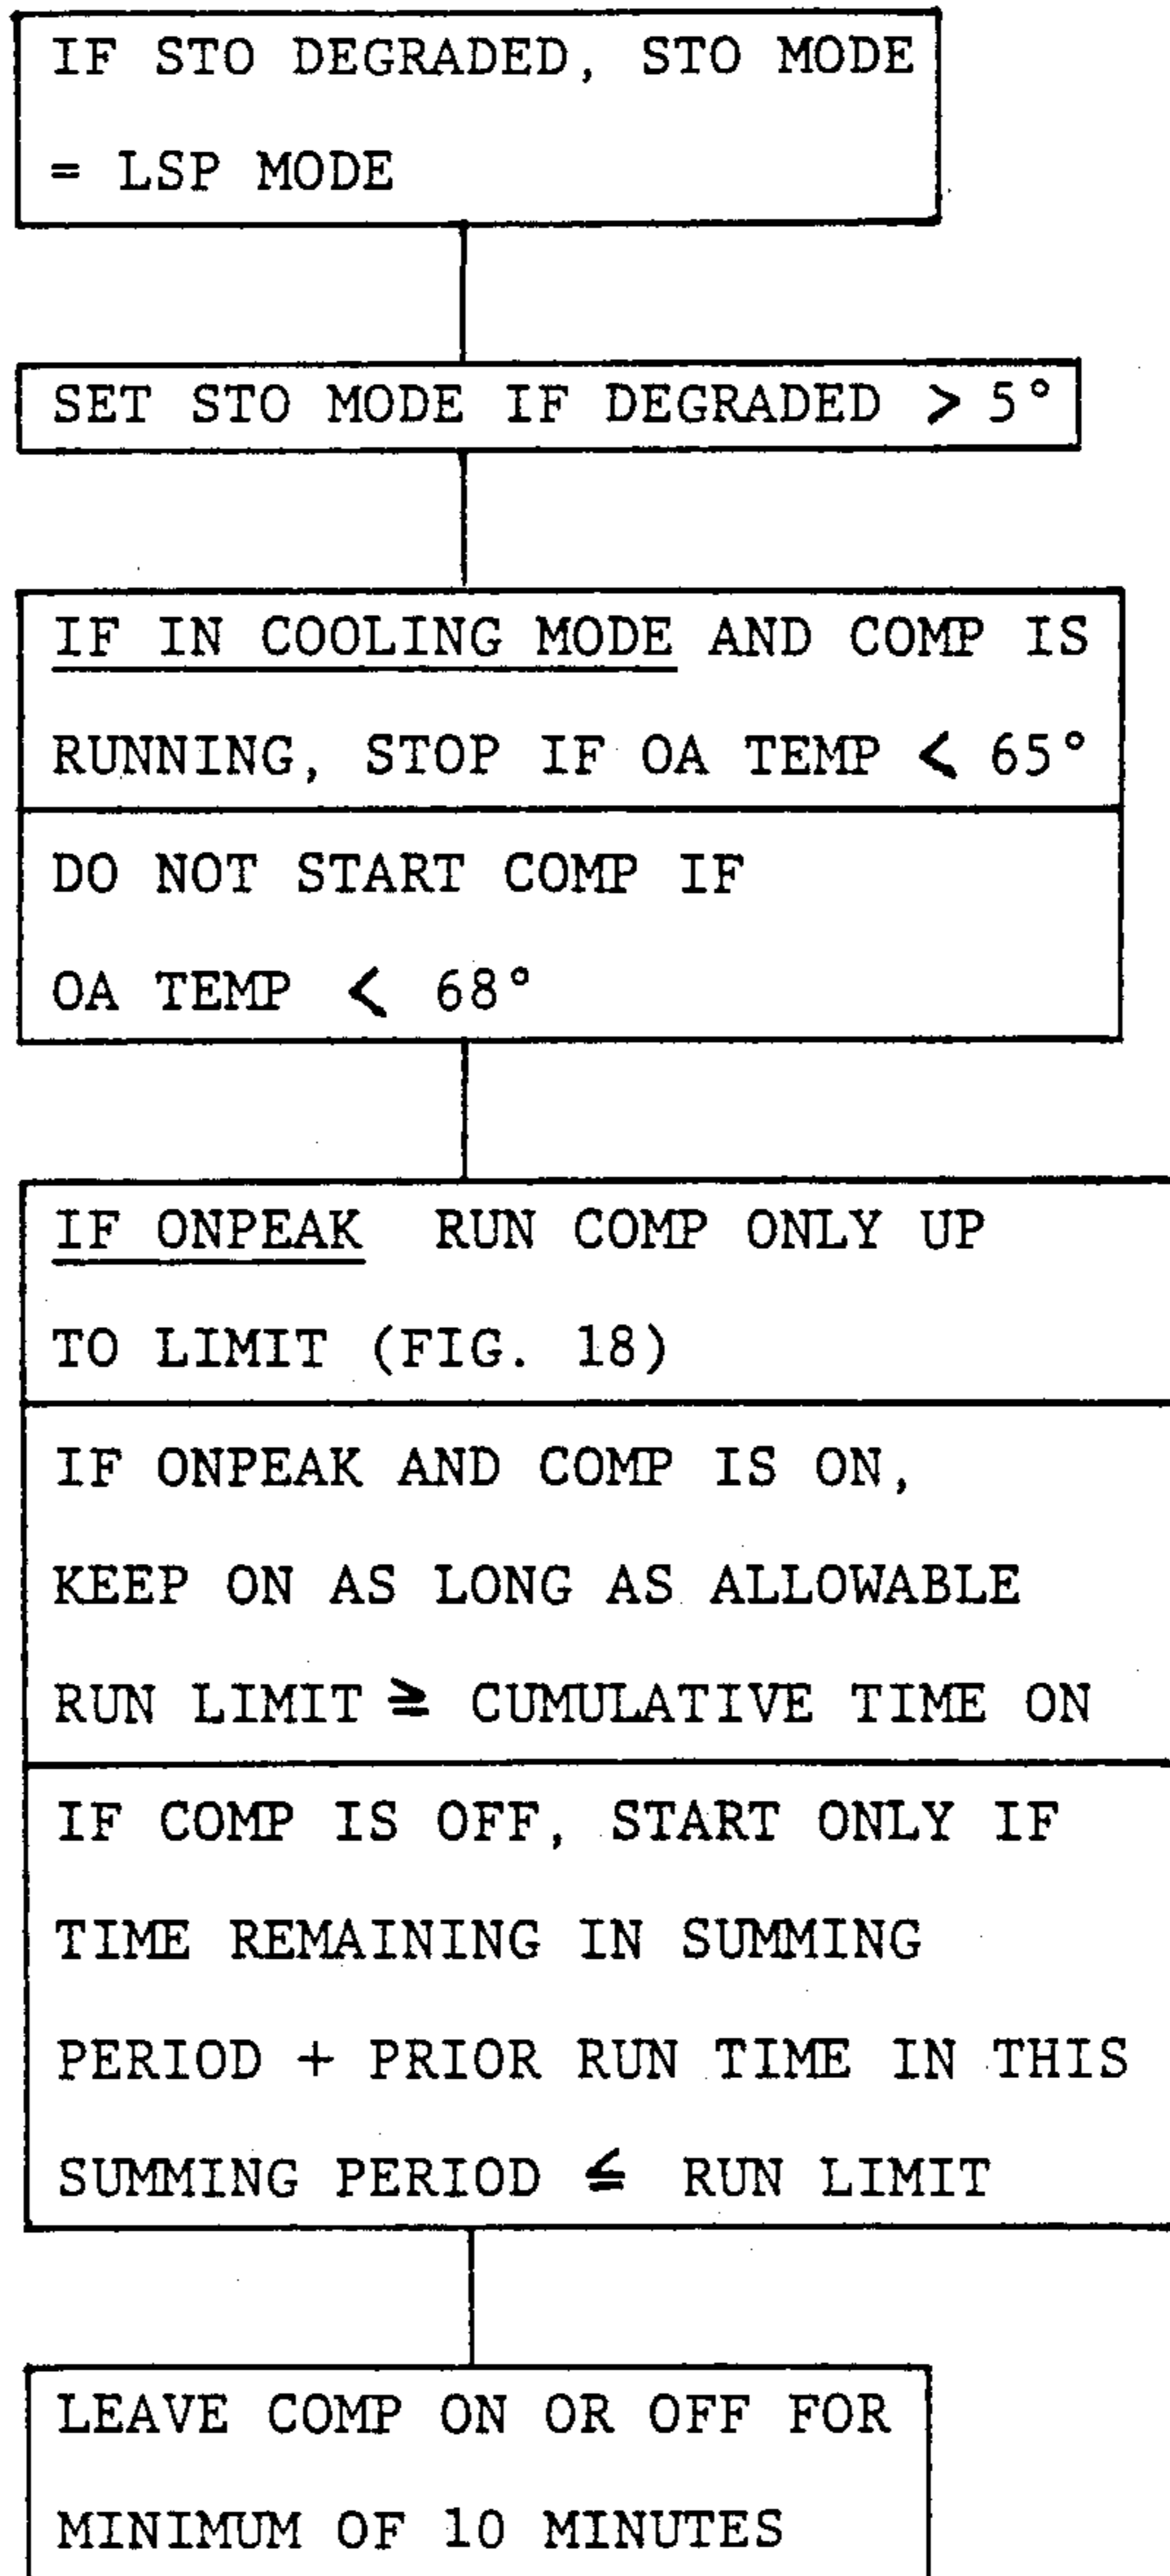 IF STO DEGRADED, STO MODE
= LSP MODE
SET STO MODE IF DEGRADED > 5°
IF IN COOLING MODE AND COMP IS
RUNNING, STOP IF OA TEMP < 65°
DO NOT START COMP IF
OA TEMP < 68°
IF ONPEAK RUN COMP ONLY UP
TO LIMIT (FIG. 18)
IF ONPEAK AND COMP IS ON,
KEEP ON AS LONG AS ALLOWABLE
RUN LIMIT ≥ CUMULATIVE TIME ON
IF COMP IS OFF, START ONLY IF
TIME REMAINING IN SUMMING
PERIOD + PRIOR RUN TIME IN THIS
SUMMING PERIOD ≤ RUN LIMIT
LEAVE COMP ON OR OFF FOR
MINIMUM OF 10 MINUTES